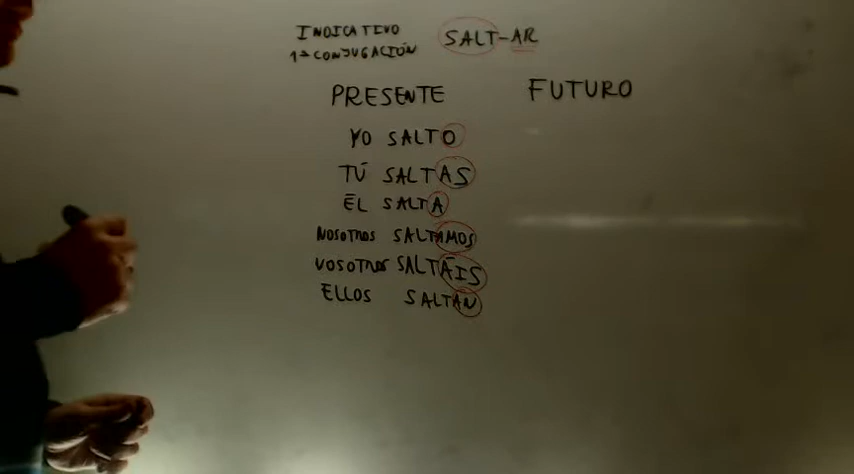 INDICATIVO
1ª CONJUGACIÓN
SALT-AR
PRESENTE
FUTURO
YO SALTO
TÚ SALTAS
ÉL SALTA
NOSOTROS SALTAMOS
VOSOTROS SALTÁIS
ELLOS SALTAN